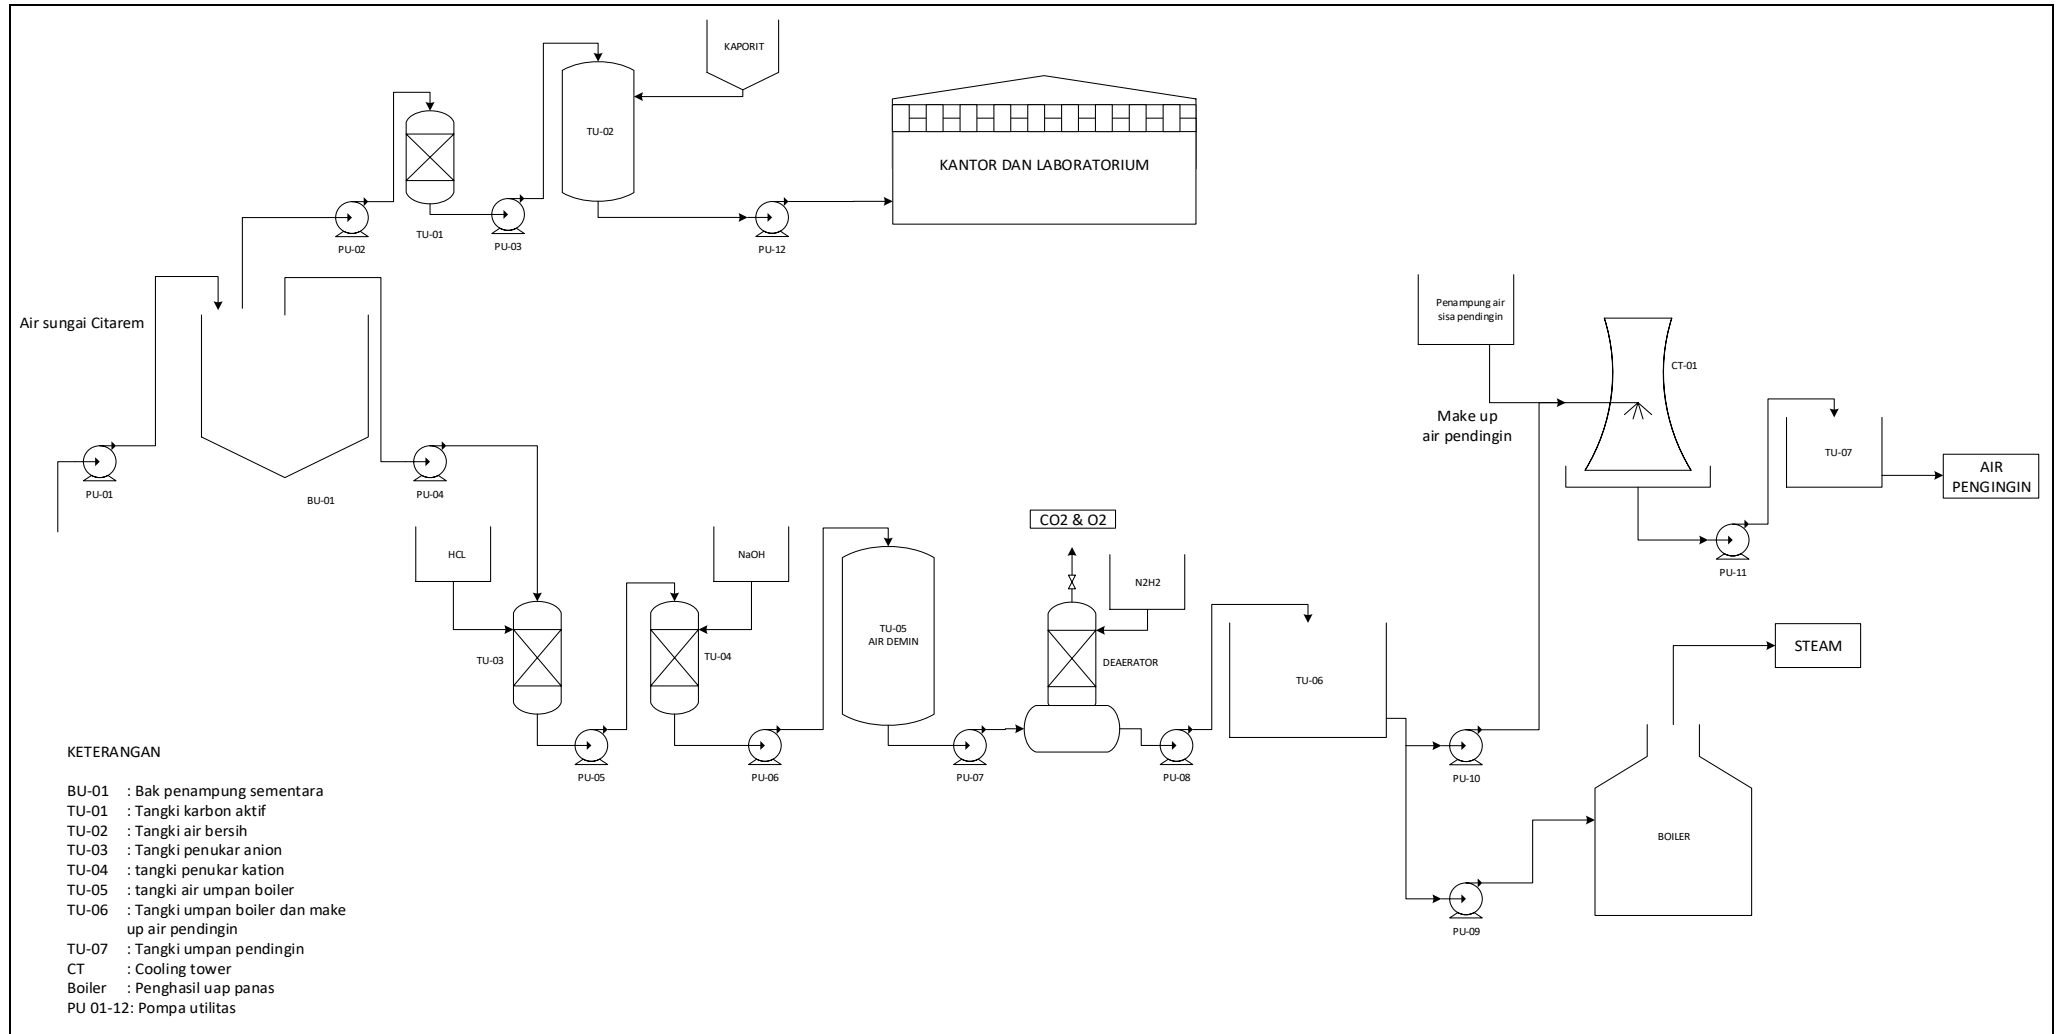 KAPORIT
TU-02
KANTOR DAN LABORATORIUM
TU-01
PU-02
PU-03
PU-12
Air sungai Citarem
PU-01
BU-01
PU-04
Penampung air
sisa pendingin
CT-01
Make up
air pendingin
TU-07
AIR
PENGINGIN
PU-11
HCL
NaOH
CO2 & O2
N2H2
TU-03
TU-04
TU-05
AIR DEMIN
DEAERATOR
TU-06
STEAM
PU-05
PU-06
PU-07
PU-08
PU-10
BOILER
PU-09
KETERANGAN
BU-01 : Bak penampung sementara
TU-01 : Tangki karbon aktif
TU-02 : Tangki air bersih
TU-03 : Tangki penukar anion
TU-04 : tangki penukar kation
TU-05 : tangki air umpan boiler
TU-06 : Tangki umpan boiler dan make
up air pendingin
TU-07 : Tangki umpan pendingin
CT : Cooling tower
Boiler : Penghasil uap panas
PU 01-12: Pompa utilitas